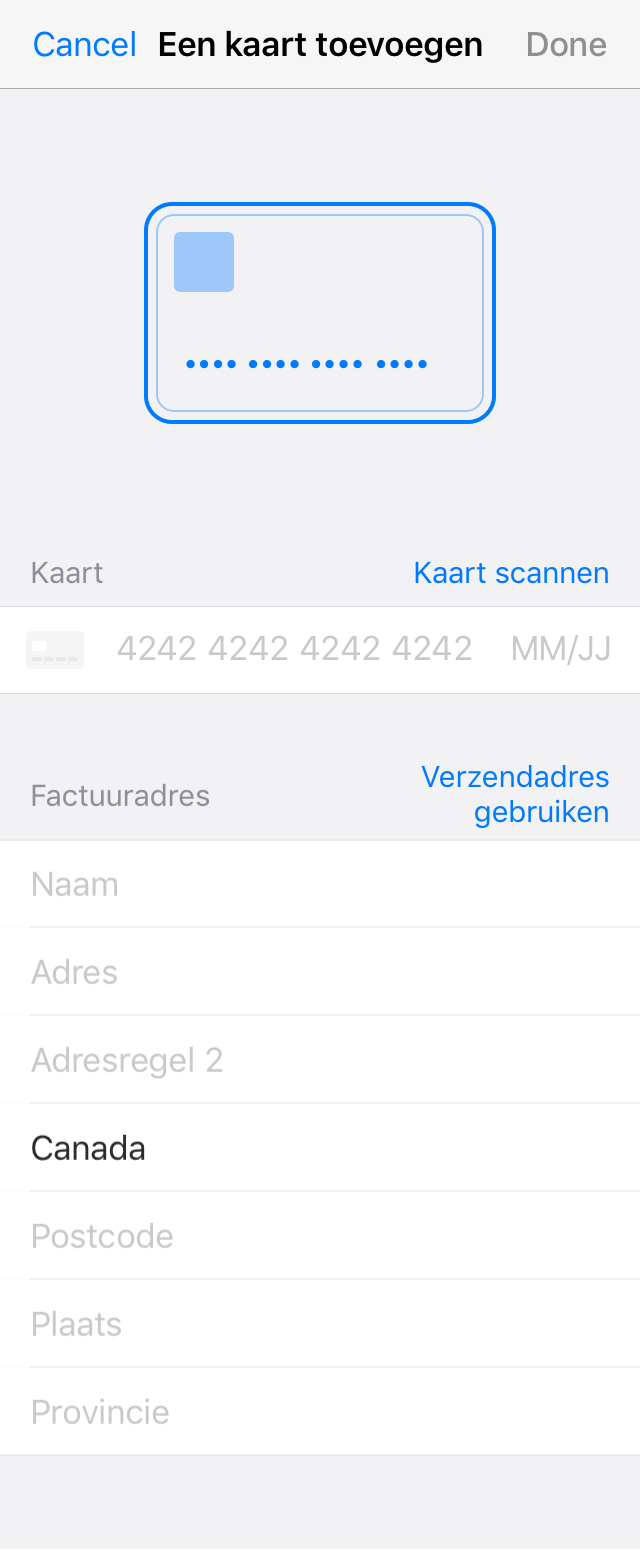 Cancel Een kaart toevoegen Done
Kaart Kaart scannen
4242 4242 4242 4242 MM/JJ
Factuuradres
Verzendadres
gebruiken
Naam
Adres
Adresregel 2
Canada
Postcode
Plaats
Provincie